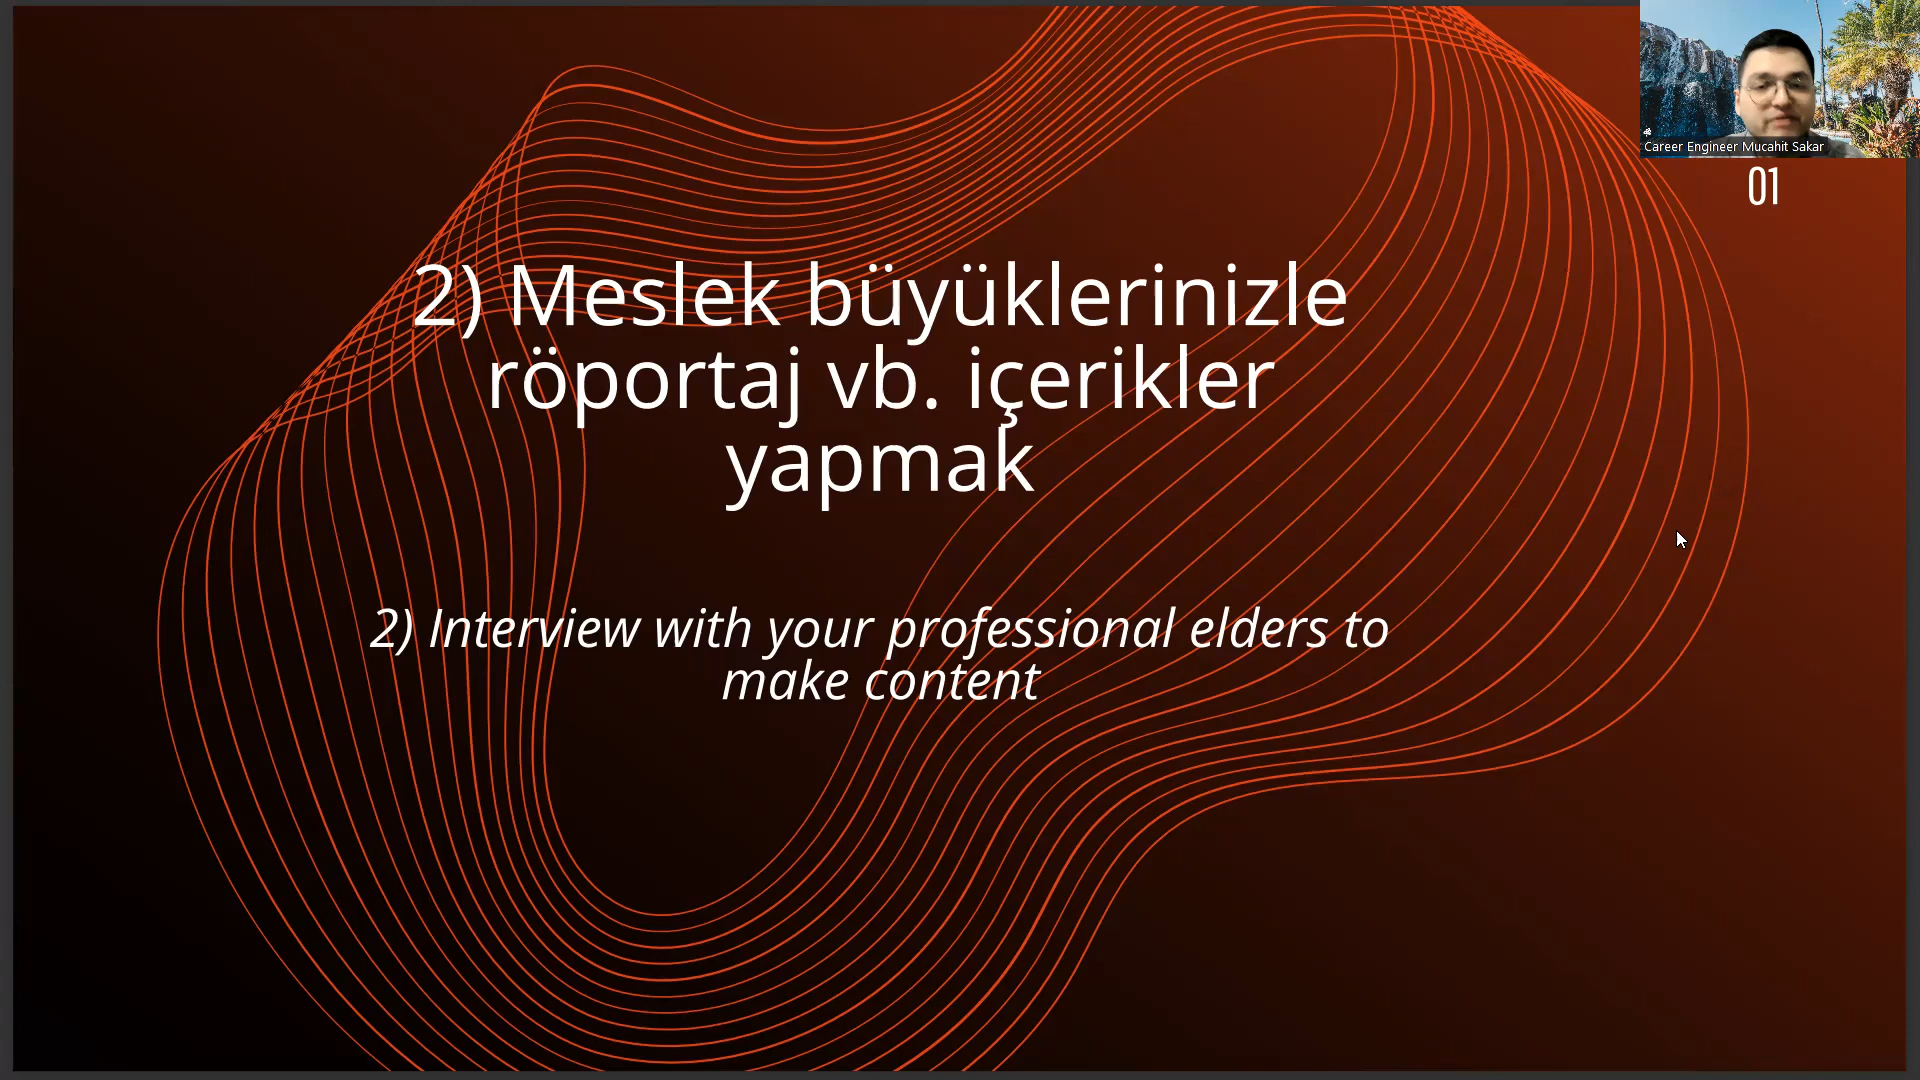 Career Engineer Mucahit Sakar
01
2) Meslek büyüklerinizle
röportaj vb. içerikler
yapmak
2) Interview with your professional elders to
make content